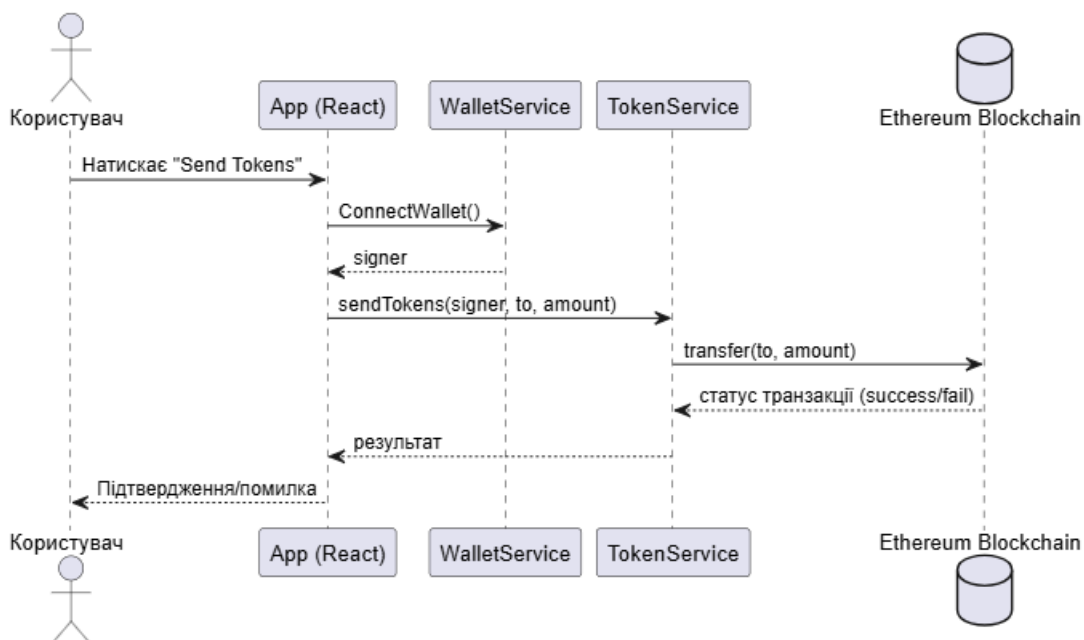 Користувач
App (React)
WalletService
TokenService
Ethereum Blockchain
Натискає "Send Tokens"
ConnectWallet()
signer
sendTokens(signer, to, amount)
transfer(to, amount)
статус транзакції (success/fail)
результат
Підтвердження/помилка
Користувач
App (React)
WalletService
TokenService
Ethereum Blockchain